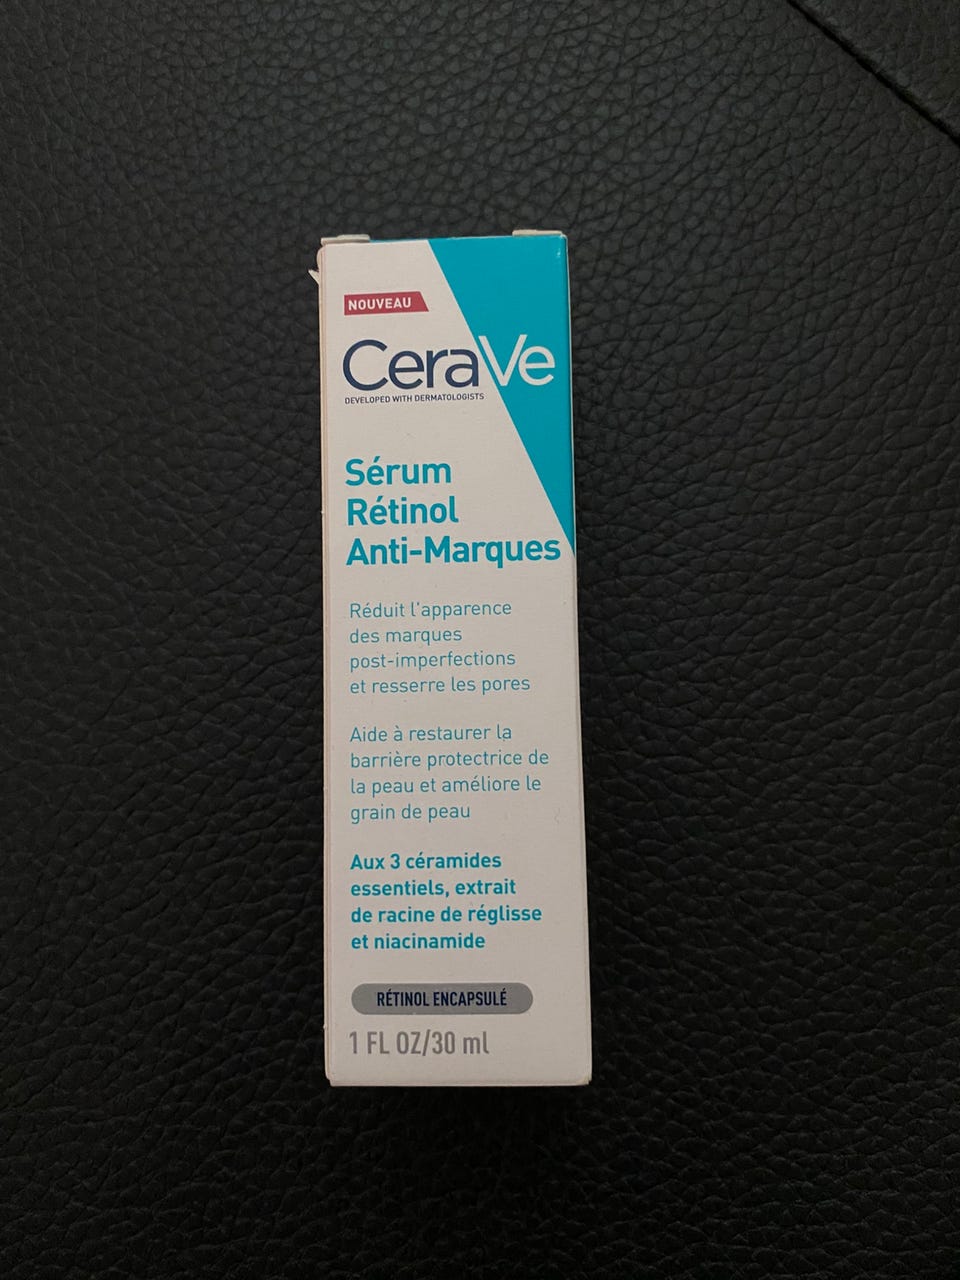 NOUVEAU
CeraVe
DEVELOPED WITH DERMATOLOGISTS
Sérum
Rétinol
Anti-Marques
Réduit l'apparence
des marques
post-imperfections
et resserre les pores
Aide à restaurer la
barrière protectrice de
la peau et améliore le
grain de peau
Aux 3 céramides
essentiels, extrait
de racine de réglisse
et niacinamide
RÉTINOL ENCAPSULÉ
1 FL OZ/30 ml